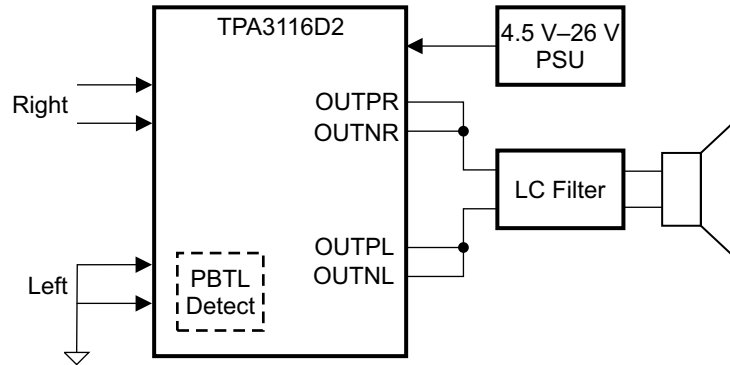 TPA3116D2
4.5 V–26 V
PSU
Right
OUTPR
OUTNR
LC Filter
OUTPL
OUTNL
Left
PBTL
Detect